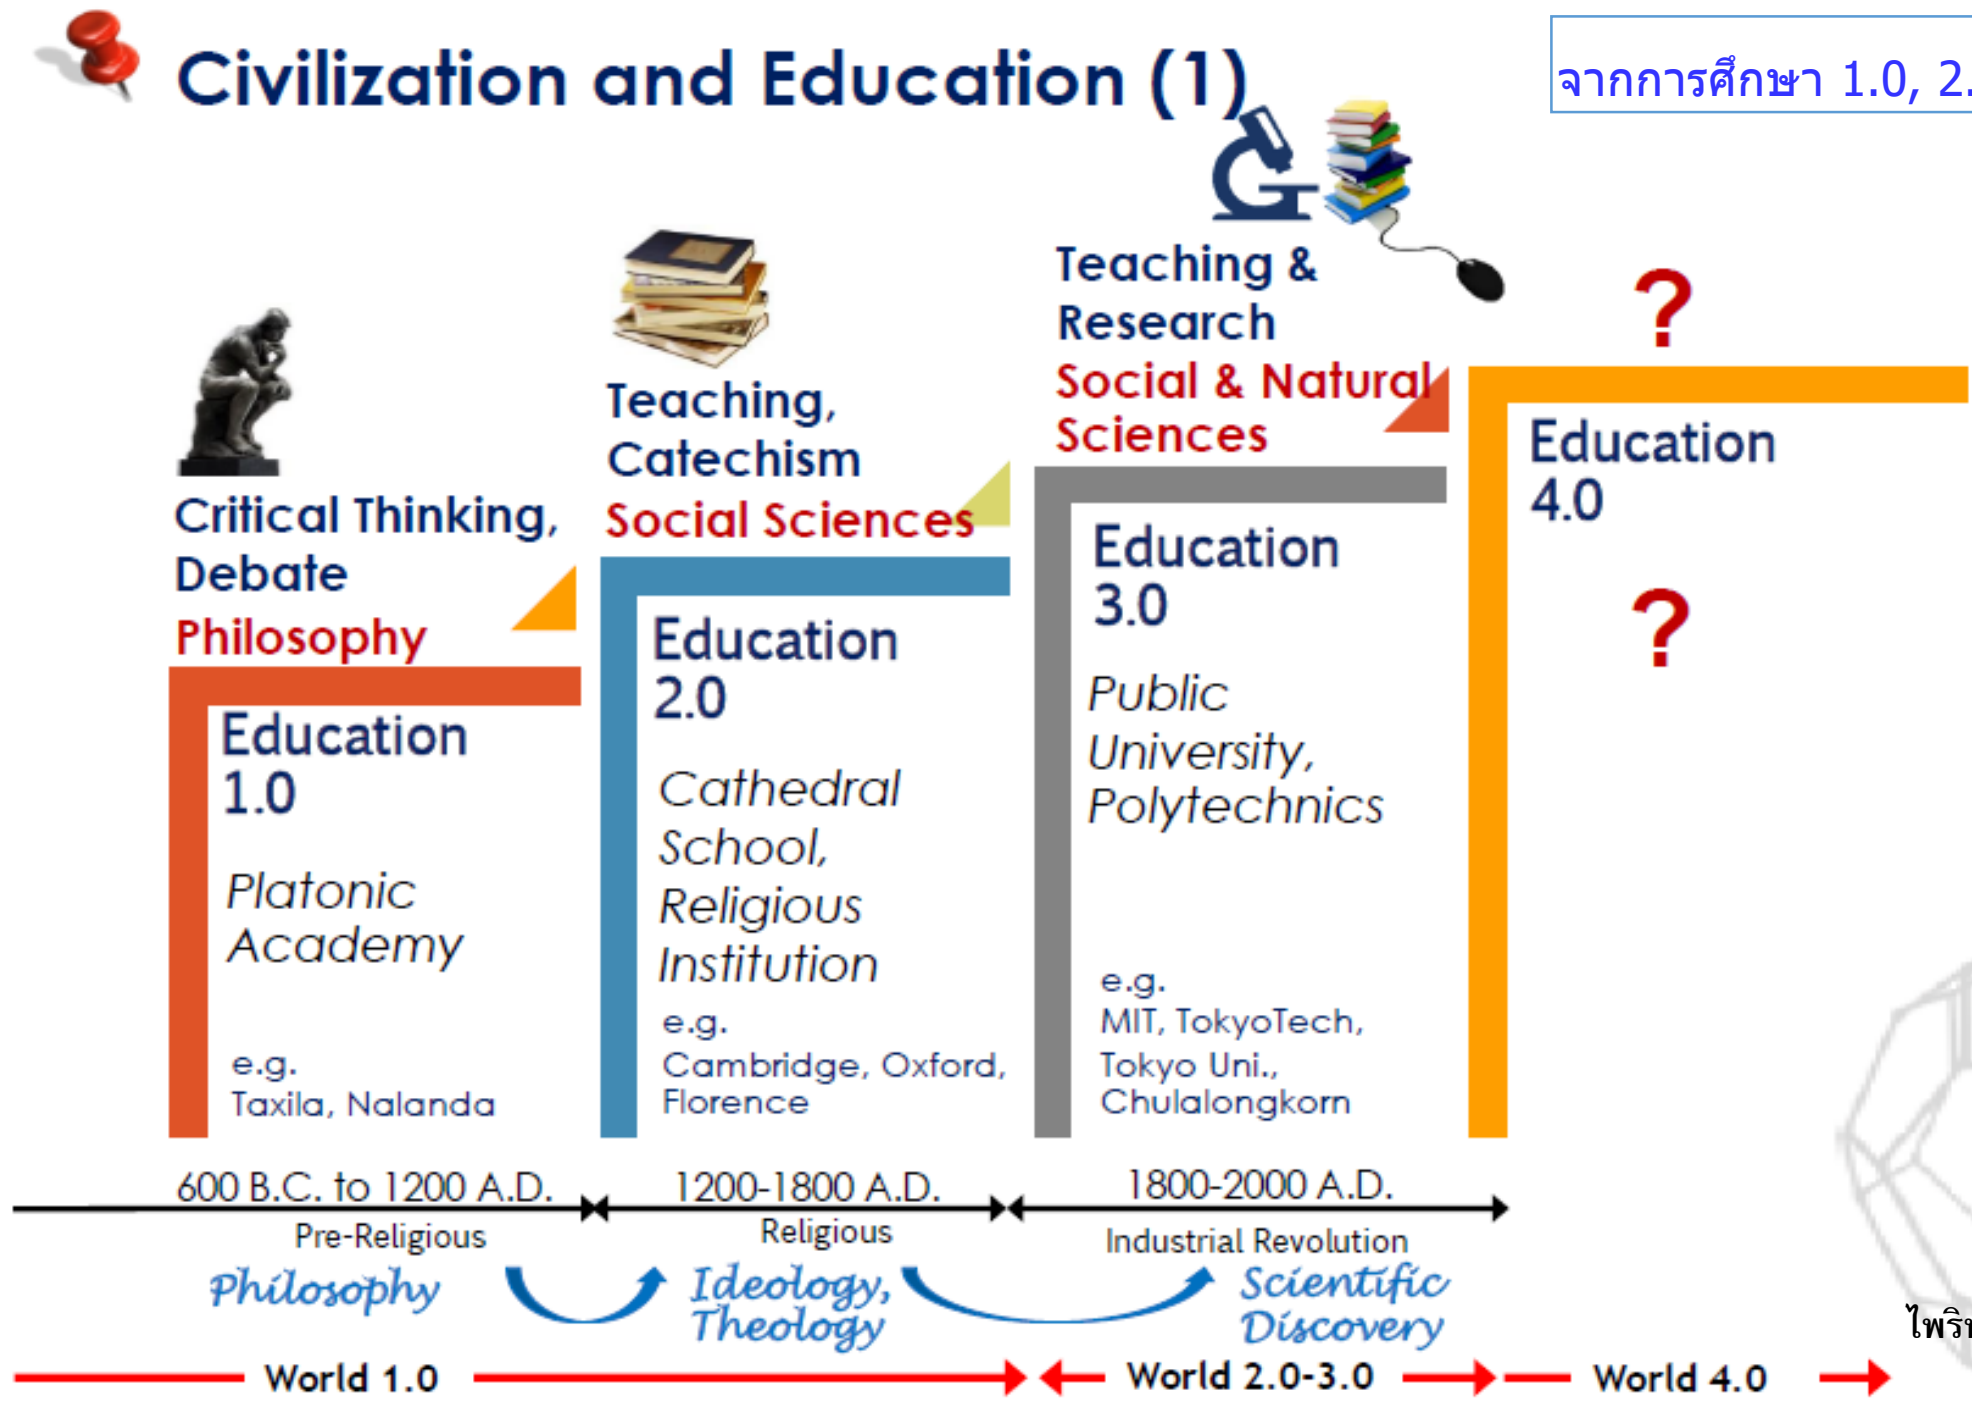 Civilization and Education (1)
จากการศึกษา 1.0, 2.
Critical Thinking,
Debate
Philosophy
Education
1.0
Platonic
Academy
e.g.
Taxila, Nalanda
Teaching,
Catechism
Social Sciences
Education
2.0
Cathedral
School,
Religious
Institution
e.g.
Cambridge, Oxford,
Florence
Teaching &
Research
Social & Natural
Sciences
Education
3.0
Public
University,
Polytechnics
e.g.
MIT, TokyoTech,
Tokyo Uni.,
Chulalongkorn
?
Education
4.0
?
600 B.C. to 1200 A.D.
Pre-Religious
Philosophy
1200-1800 A.D.
Religious
Ideology,
Theology
1800-2000 A.D.
Industrial Revolution
Scientific
Discovery
World 1.0
World 2.0-3.0
World 4.0